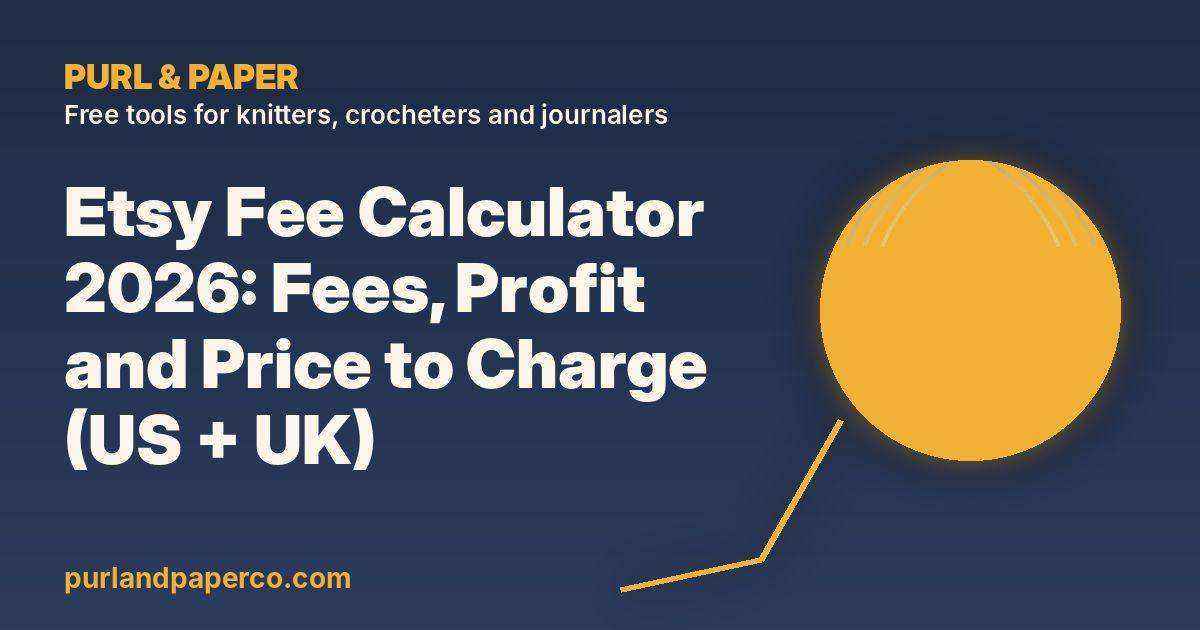 PURL & PAPER
Free tools for knitters, crocheters and journalers
Etsy Fee Calculator
2026: Fees, Profit
and Price to Charge
(US + UK)
purlandpaperco.com